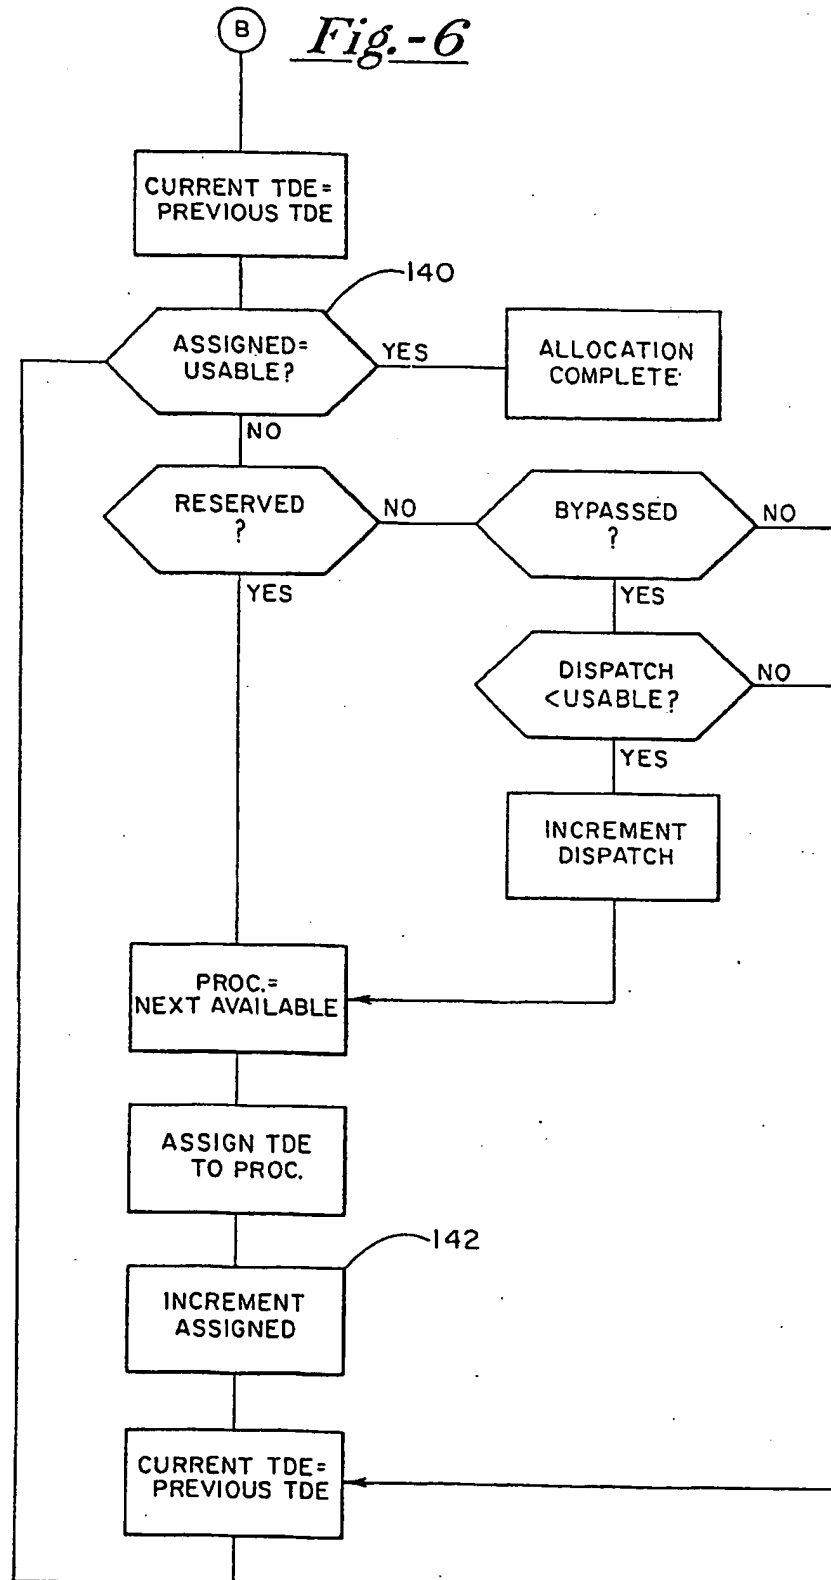 B
Fig.-6
CURRENT TDE=
PREVIOUS TDE
140
ASSIGNED=
USABLE?
YES
ALLOCATION
COMPLETE
NO
RESERVED
?
NO
BYPASSED
?
NO
YES
YES
DISPATCH
<USABLE?
NO
YES
INCREMENT
DISPATCH
PROC.=
NEXT AVAILABLE
ASSIGN TDE
TO PROC.
142
INCREMENT
ASSIGNED
CURRENT TDE=
PREVIOUS TDE